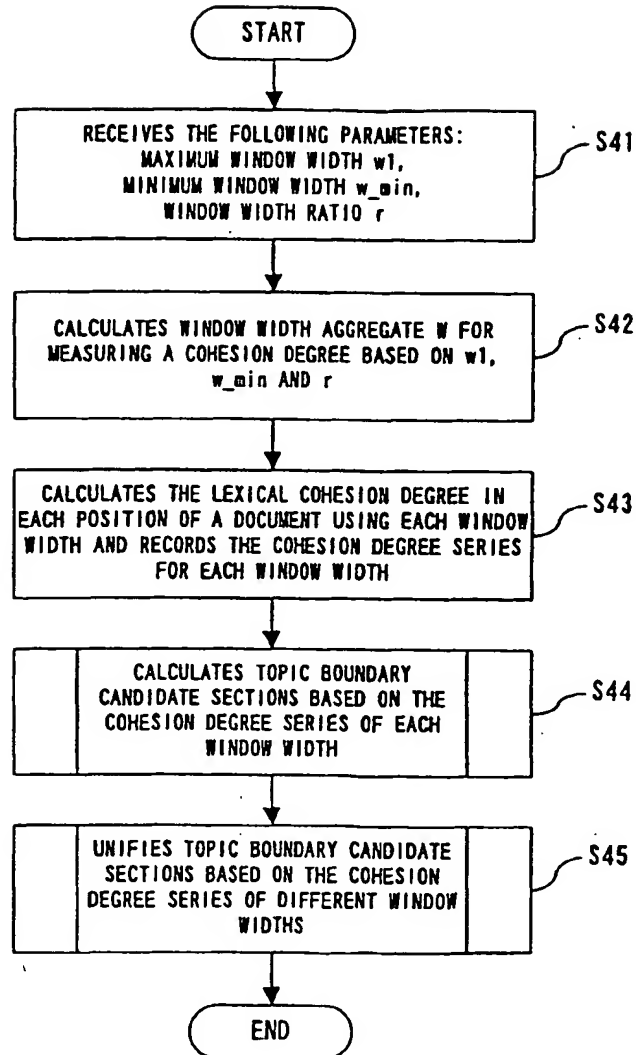 START
RECEIVES THE FOLLOWING PARAMETERS:
MAXIMUM WINDOW WIDTH w1,
MINIMUM WINDOW WIDTH w_min,
WINDOW WIDTH RATIO r
S41
CALCULATES WINDOW WIDTH AGGREGATE W FOR
MEASURING A COHESION DEGREE BASED ON w1,
w_min AND r
S42
CALCULATES THE LEXICAL COHESION DEGREE IN
EACH POSITION OF A DOCUMENT USING EACH WINDOW
WIDTH AND RECORDS THE COHESION DEGREE SERIES
FOR EACH WINDOW WIDTH
S43
CALCULATES TOPIC BOUNDARY
CANDIDATE SECTIONS BASED ON THE
COHESION DEGREE SERIES OF EACH
WINDOW WIDTH
S44
UNIFIES TOPIC BOUNDARY CANDIDATE
SECTIONS BASED ON THE COHESION
DEGREE SERIES OF DIFFERENT WINDOW
WIDTHS
S45
END